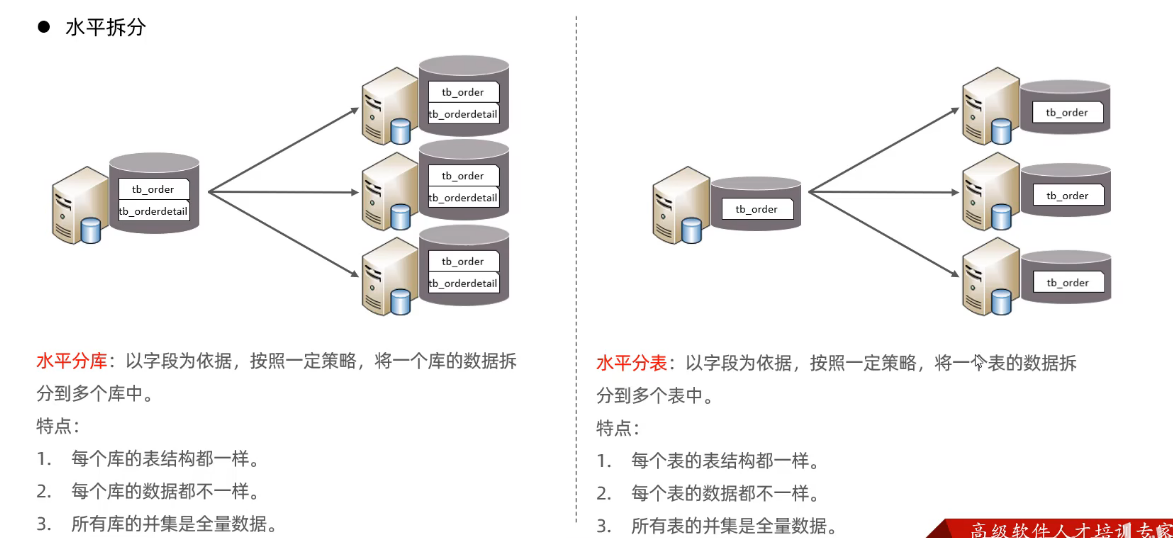 ● 水平拆分
tb_order
tb_orderdetail
tb_order
tb_orderdetail
tb_order
tb_orderdetail
tb_order
tb_orderdetail
水平分库：以字段为依据，按照一定策略，将一个库的数据拆
分到多个库中。
特点：
1. 每个库的表结构都一样。
2. 每个库的数据都不一样。
3. 所有库的并集是全量数据。
tb_order
tb_order
tb_order
tb_order
水平分表：以字段为依据，按照一定策略，将一个表的数据拆
分到多个表中。
特点：
1. 每个表的表结构都一样。
2. 每个表的数据都不一样。
3. 所有表的并集是全量数据。
高级软件人才培训专家